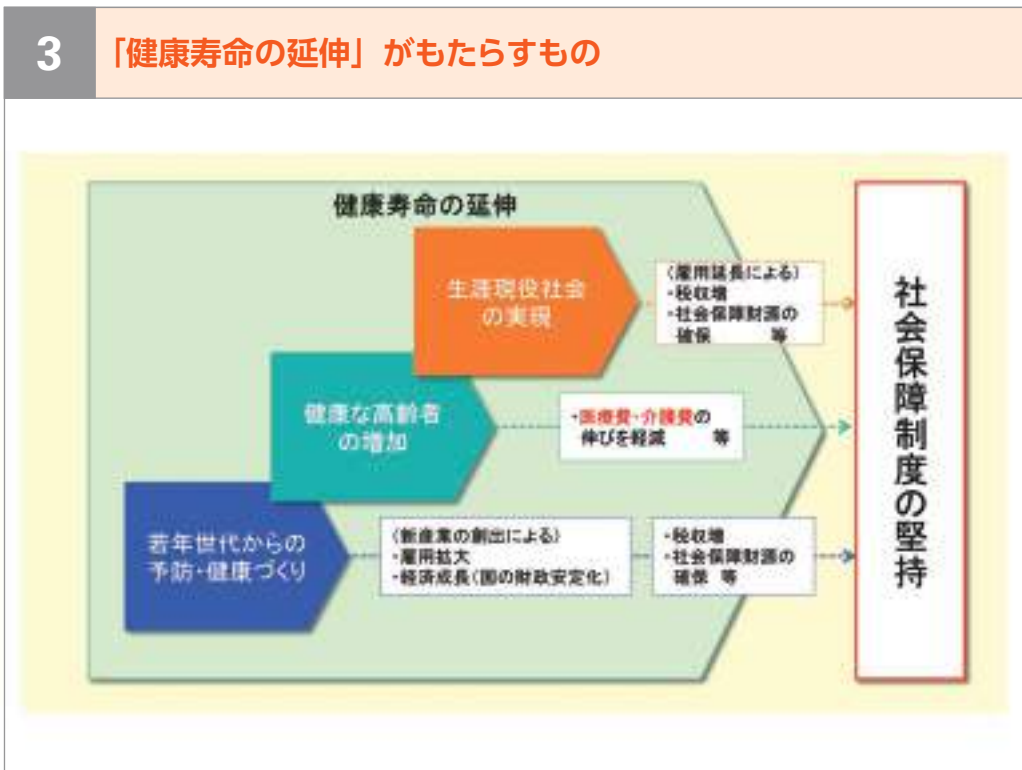 3
「健康寿命の延伸」がもたらすもの
健康寿命の延伸
生涯現役社会
の実現
(雇用延長による)
・税収増
・社会保障財源の
確保 等
健康な高齢者
の増加
・医療費・介護費の
伸びを軽減 等
若年世代からの
予防・健康づくり
(新産業の創出による)
・雇用拡大
・経済成長(国の財政安定化)
・税収増
・社会保障財源の
確保 等
社会保障制度の堅持